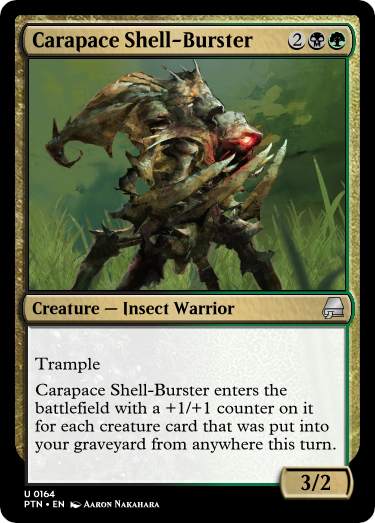 Carapace Shell-Burster 2
Creature — Insect Warrior
Trample
Carapace Shell-Burster enters the
battlefield with a +1/+1 counter on it
for each creature card that was put into
your graveyard from anywhere this turn.
3/2
U 0164
PTN • EN Aaron Nakahara